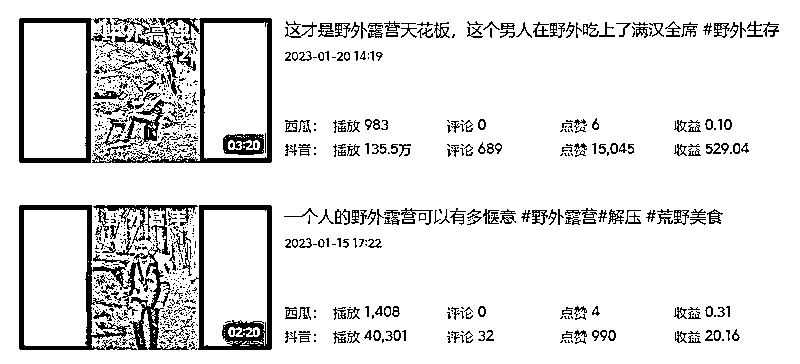 这才是野外露营天花板，这个男人在野外吃上了满汉全席 #野外生存
2023-01-20 14:19
西瓜： 播放 983 评论 0 点赞 6 收益 0.10
03:20
抖音： 播放 135.5万 评论 689 点赞 15,045 收益 529.04
一个人的野外露营可以有多惬意 #野外露营#解压 #荒野美食
2023-01-15 17:22
西瓜： 播放 1,408 评论 0 点赞 4 收益 0.31
02:20
抖音： 播放 40,301 评论 32 点赞 990 收益 20.16